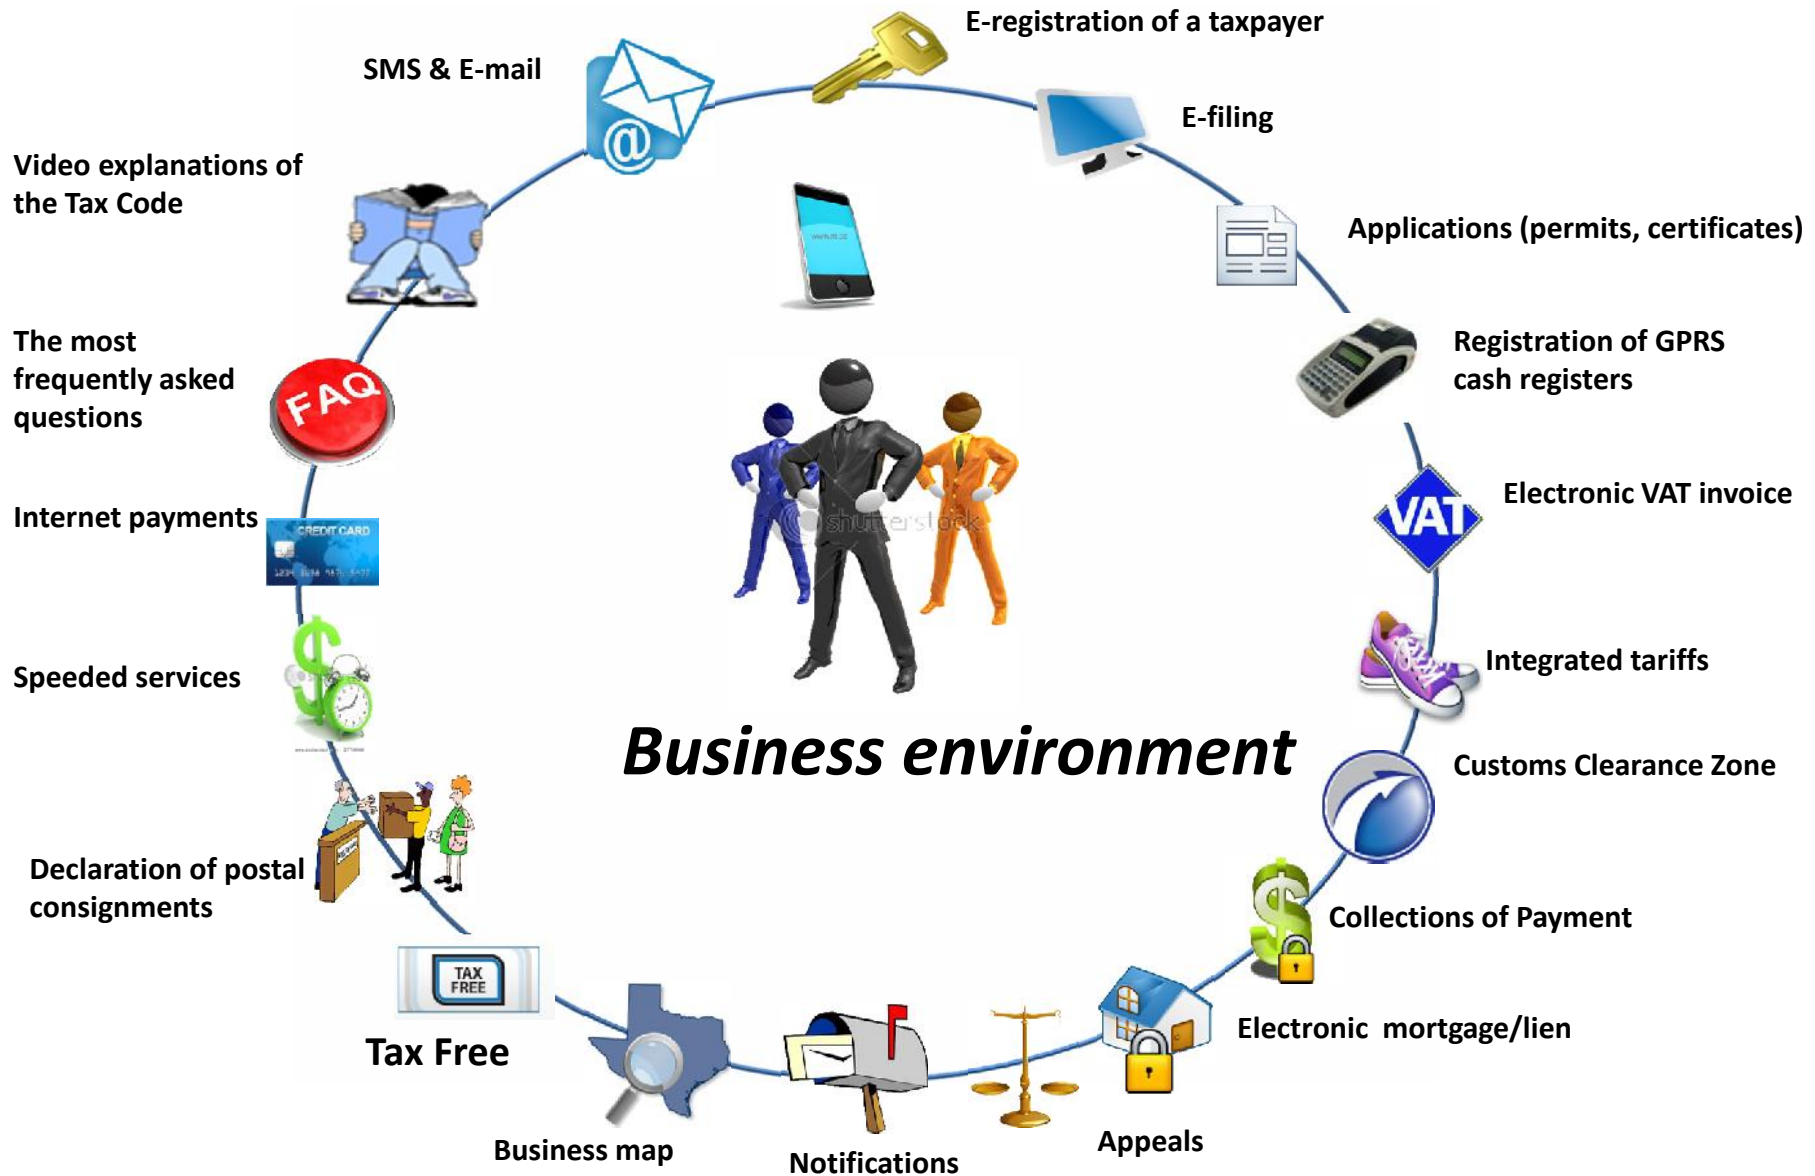 E-registration of a taxpayer
SMS & E-mail
@
E-filing
Video explanations of
the Tax Code
Applications (permits, certificates)
The most
frequently asked
questions
FAQ
Registration of GPRS
cash registers
Internet payments
CREDIT CARD
VAT
Electronic VAT invoice
shutterstock
Speeded services
$
Integrated tariffs
Business environment
Customs Clearance Zone
Declaration of postal
consignments
$
Collections of Payment
TAX
FREE
Tax Free
Electronic  mortgage/lien
Business map
Notifications
Appeals